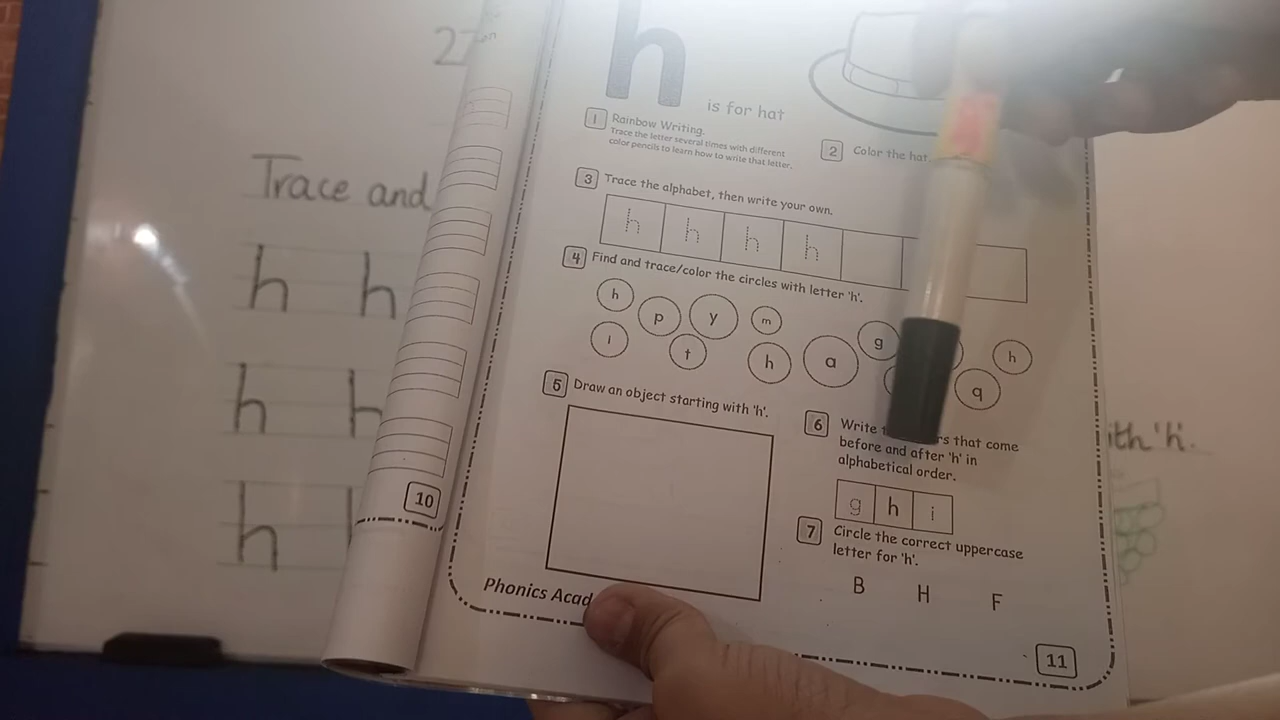 27
Trace and
h h
h h
h
10
h
is for hat
1 Rainbow Writing.
Trace the letter several times with different
color pencils to learn how to write that letter.
2 Color the hat.
3 Trace the alphabet, then write your own.
h h h h
4 Find and trace/color the circles with letter 'h'.
h p y m g h
i t h a q
5 Draw an object starting with 'h'.
6 Write that come
before and after 'h' in
alphabetical order.
g h i
7 Circle the correct uppercase
letter for 'h'.
B H F
Phonics
11
'h'.